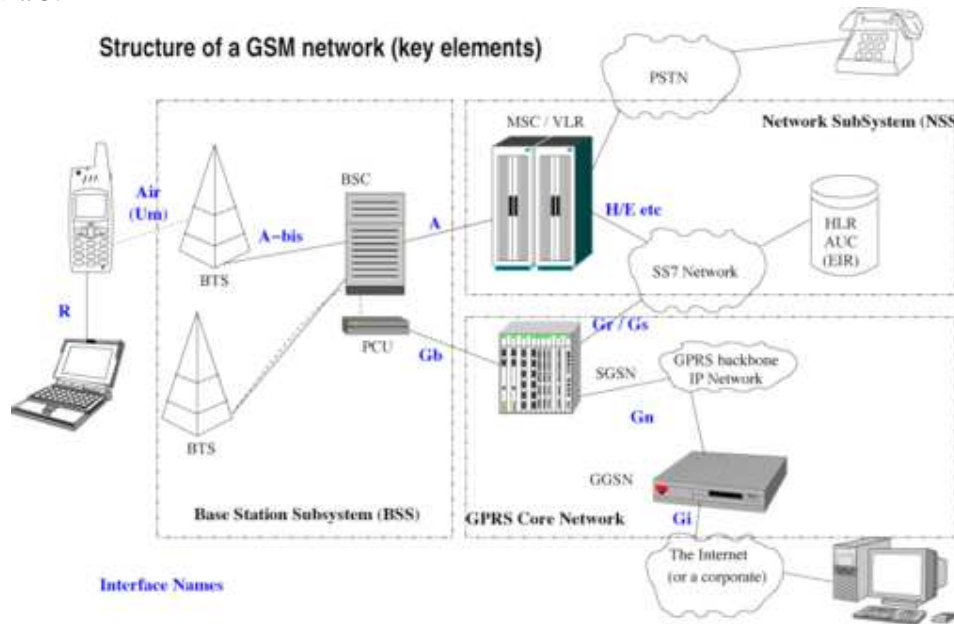 Structure of a GSM network (key elements)
PSTN
MSC / VLR
Network SubSystem (NSS
BSC
Air
(Um)
A-bis
A
H/E etc
HLR
AUC
(EIR)
BTS
SS7 Network
R
PCU
Gb
Gr / Gs
SGSN
GPRS backbone
IP Network
Gn
BTS
GGSN
Base Station Subsystem (BSS)
GPRS Core Network
Gi
The Internet
(or a corporate)
Interface Names